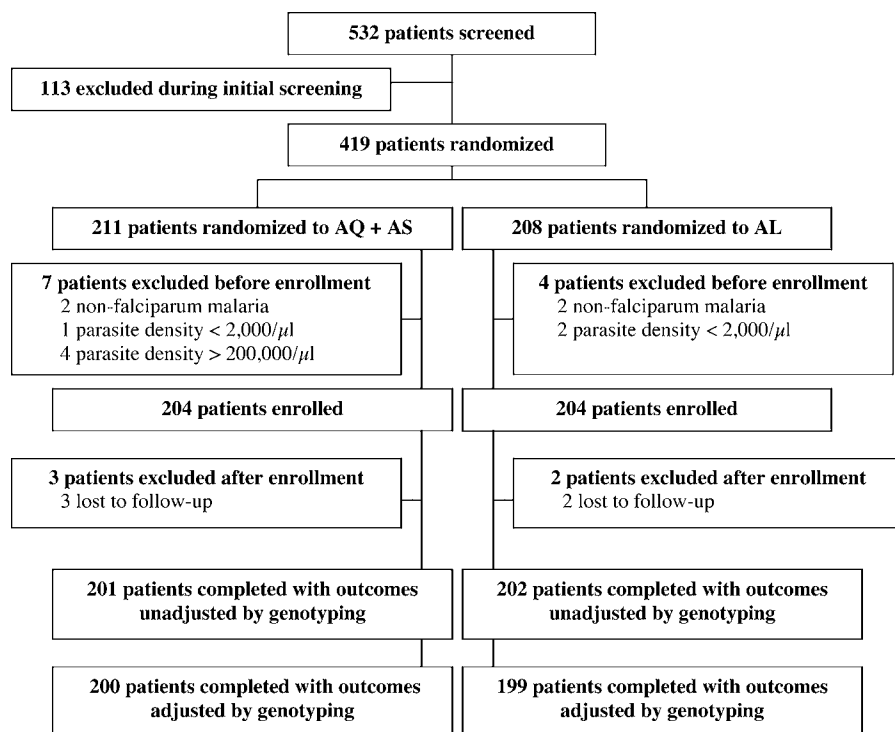 532 patients screened
113 excluded during initial screening
419 patients randomized
211 patients randomized to AQ + AS
208 patients randomized to AL
7 patients excluded before enrollment
2 non-falciparum malaria
1 parasite density < 2,000/μl
4 parasite density > 200,000/μl
4 patients excluded before enrollment
2 non-falciparum malaria
2 parasite density < 2,000/μl
204 patients enrolled
204 patients enrolled
3 patients excluded after enrollment
3 lost to follow-up
2 patients excluded after enrollment
2 lost to follow-up
201 patients completed with outcomes
unadjusted by genotyping
202 patients completed with outcomes
unadjusted by genotyping
200 patients completed with outcomes
adjusted by genotyping
199 patients completed with outcomes
adjusted by genotyping